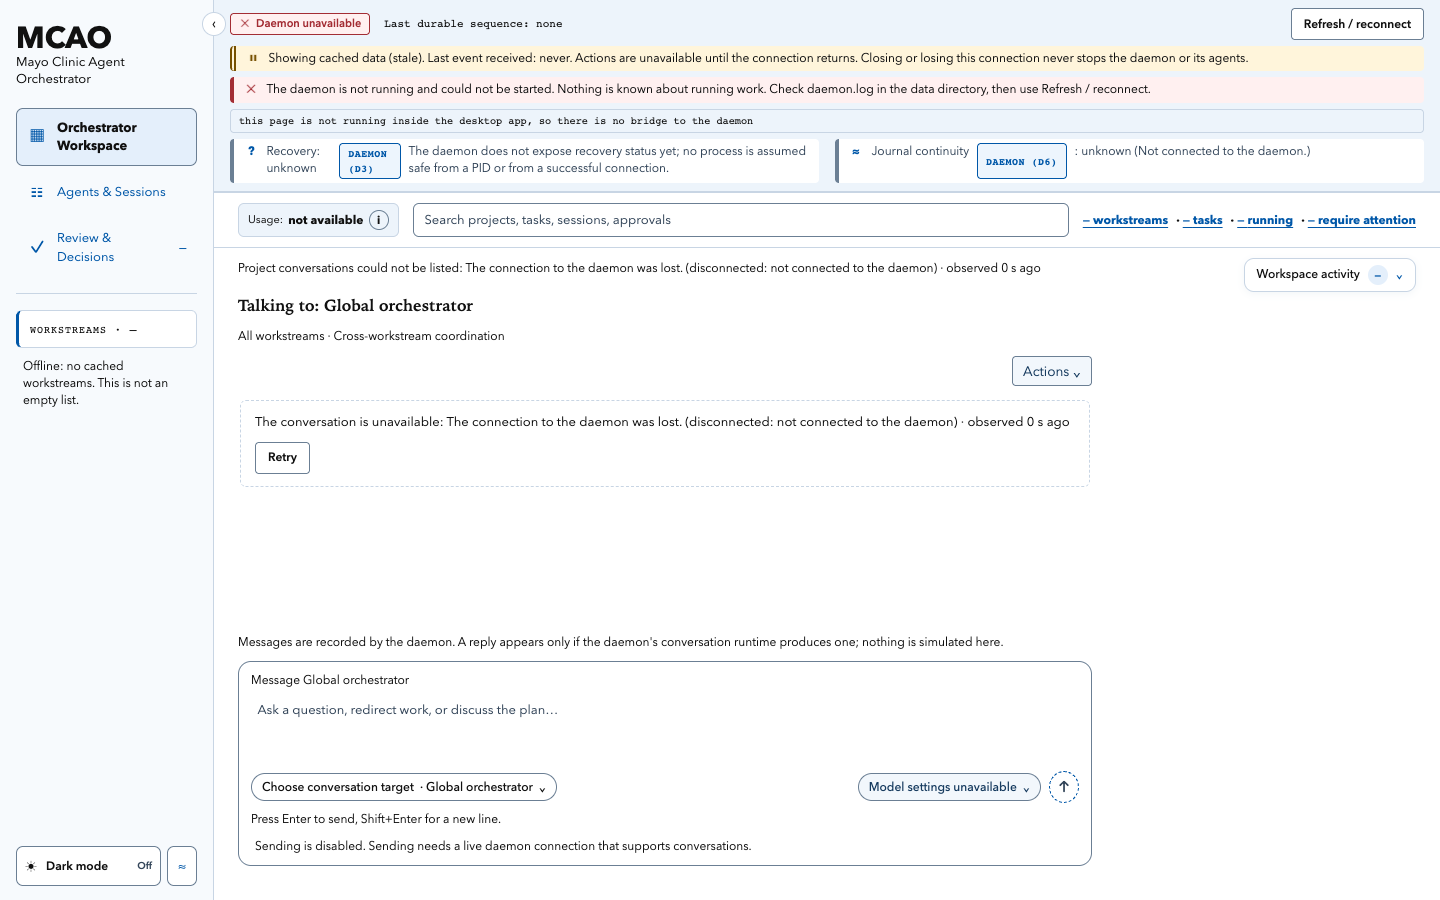 MCAO
Mayo Clinic Agent
Orchestrator
Orchestrator
Workspace
Agents & Sessions
Review &
Decisions –
WORKSTREAMS · —
Offline: no cached
workstreams. This is not an
empty list.
Dark mode Off
≈
Daemon unavailable Last durable sequence: none
Refresh / reconnect
Showing cached data (stale). Last event received: never. Actions are unavailable until the connection returns. Closing or losing this connection never stops the daemon or its agents.
The daemon is not running and could not be started. Nothing is known about running work. Check daemon.log in the data directory, then use Refresh / reconnect.
this page is not running inside the desktop app, so there is no bridge to the daemon
? Recovery:
unknown
DAEMON
(D3)
The daemon does not expose recovery status yet; no process is assumed
safe from a PID or from a successful connection.
≈ Journal continuity DAEMON (D6) : unknown (Not connected to the daemon.)
Usage: not available i
Search projects, tasks, sessions, approvals
– workstreams · – tasks · – running · – require attention
Project conversations could not be listed: The connection to the daemon was lost. (disconnected: not connected to the daemon) · observed 0 s ago
Workspace activity –
Talking to: Global orchestrator
All workstreams · Cross-workstream coordination
Actions
The conversation is unavailable: The connection to the daemon was lost. (disconnected: not connected to the daemon) · observed 0 s ago
Retry
Messages are recorded by the daemon. A reply appears only if the daemon's conversation runtime produces one; nothing is simulated here.
Message Global orchestrator
Ask a question, redirect work, or discuss the plan…
Choose conversation target · Global orchestrator
Model settings unavailable
Press Enter to send, Shift+Enter for a new line.
Sending is disabled. Sending needs a live daemon connection that supports conversations.